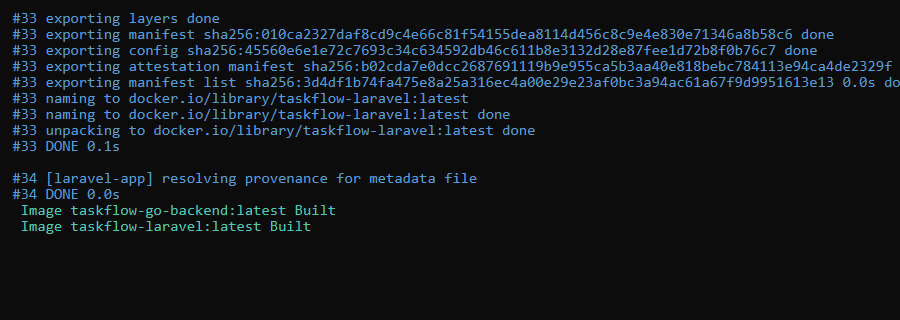 #33 exporting layers done
#33 exporting manifest sha256:010ca2327daf8cd9c4e66c81f54155dea8114d456c8c9e4e830e71346a8b58c6 done
#33 exporting config sha256:45560e6e1e72c7693c34c634592db46c611b8e3132d28e87fee1d72b8f0b76c7 done
#33 exporting attestation manifest sha256:b02cda7e0dcc2687691119b9e955ca5b3aa40e818bebc784113e94ca4de2329f
#33 exporting manifest list sha256:3d4df1b74fa475e8a25a316ec4a00e29e23af0bc3a94ac61a67f9d9951613e13 0.0s do
#33 naming to docker.io/library/taskflow-laravel:latest
#33 naming to docker.io/library/taskflow-laravel:latest done
#33 unpacking to docker.io/library/taskflow-laravel:latest done
#33 DONE 0.1s
#34 [laravel-app] resolving provenance for metadata file
#34 DONE 0.0s
Image taskflow-go-backend:latest Built
Image taskflow-laravel:latest Built